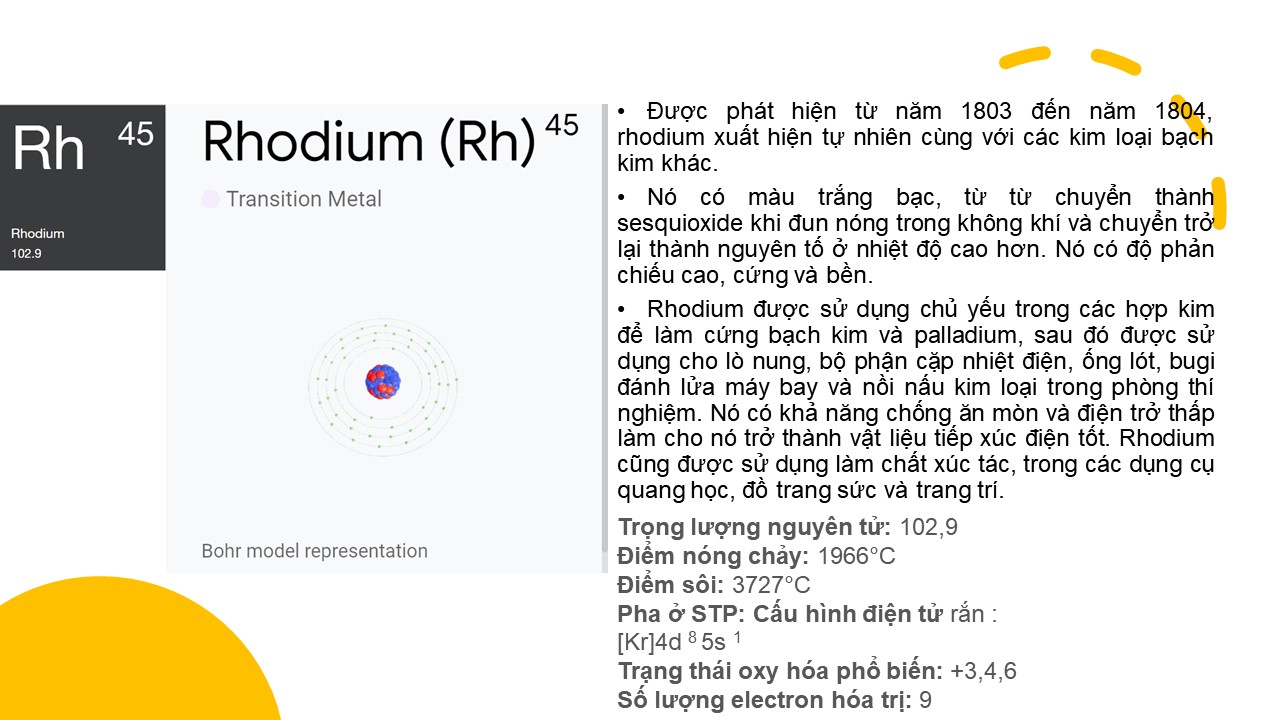 Rh 45
Rhodium
102.9
Rhodium (Rh) 45
Transition Metal
Bohr model representation
• Được phát hiện từ năm 1803 đến năm 1804,
rhodium xuất hiện tự nhiên cùng với các kim loại bạch
kim khác.
• Nó có màu trắng bạc, từ từ chuyển thành
sesquioxide khi đun nóng trong không khí và chuyển trở
lại thành nguyên tố ở nhiệt độ cao hơn. Nó có độ phản
chiếu cao, cứng và bền.
• Rhodium được sử dụng chủ yếu trong các hợp kim
để làm cứng bạch kim và palladium, sau đó được sử
dụng cho lò nung, bộ phận cặp nhiệt điện, ống lót, bugi
đánh lửa máy bay và nồi nấu kim loại trong phòng thí
nghiệm. Nó có khả năng chống ăn mòn và điện trở thấp
làm cho nó trở thành vật liệu tiếp xúc điện tốt. Rhodium
cũng được sử dụng làm chất xúc tác, trong các dụng cụ
quang học, đồ trang sức và trang trí.
Trọng lượng nguyên tử: 102,9
Điểm nóng chảy: 1966°C
Điểm sôi: 3727°C
Pha ở STP: Cấu hình điện tử rắn :
[Kr]4d 8 5s 1
Trạng thái oxy hóa phổ biến: +3,4,6
Số lượng electron hóa trị: 9